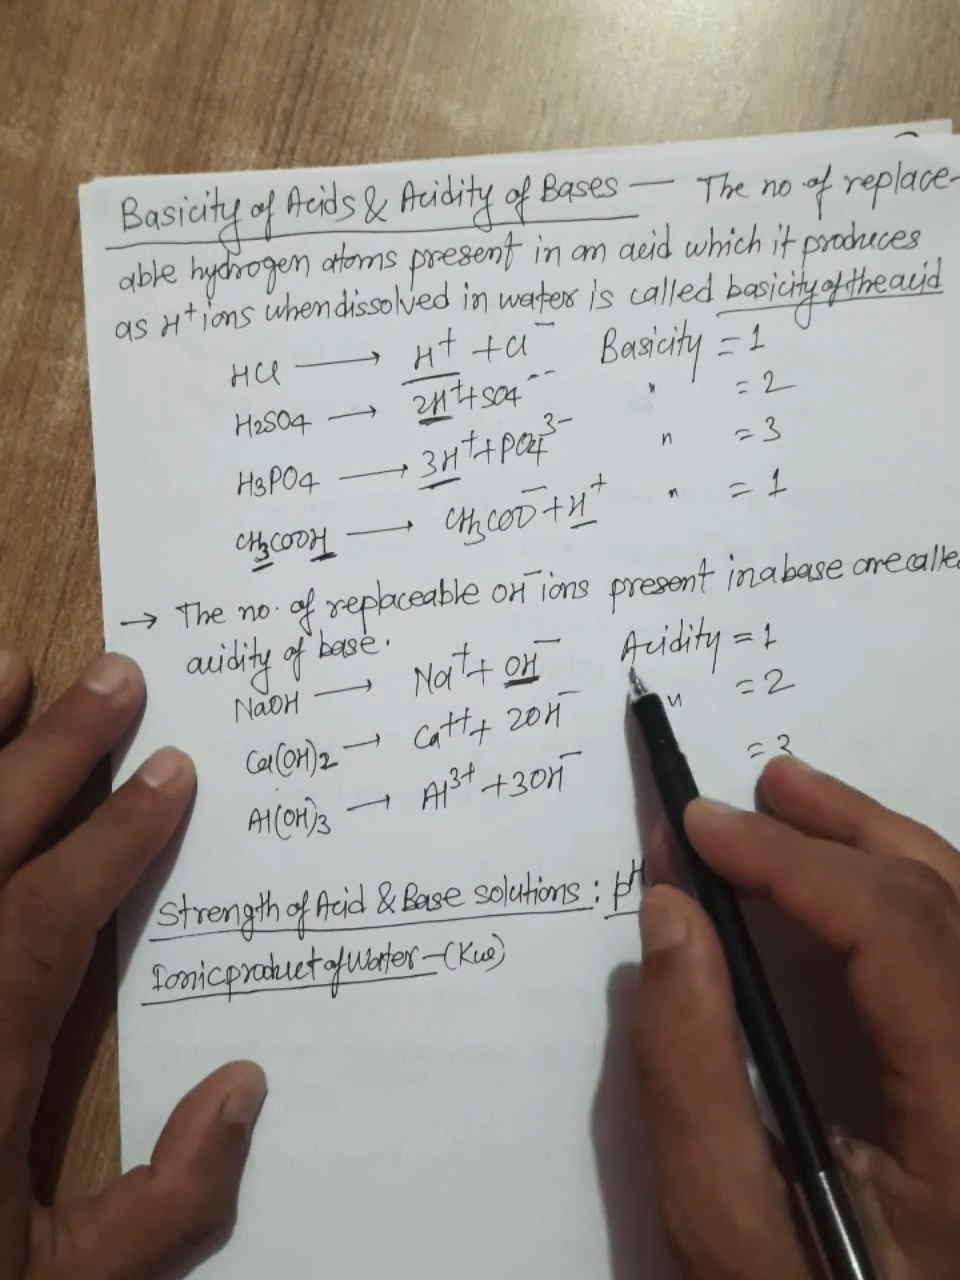 Basicity of Acids & Acidity of Bases — The no of replace-
able hydrogen atoms present in an acid which it produces
as H⁺ ions when dissolved in water is called basicity of the acid
HCl ⟶ H⁺ + Cl⁻ Basicity = 1
H2SO4 ⟶ 2H⁺ + SO4⁻⁻ " = 2
H3PO4 ⟶ 3H⁺ + PO4³⁻ " = 3
CH3COOH ⟶ CH3COO⁻ + H⁺ " = 1
→ The no. of replaceable OH⁻ ions present in a base are calle
acidity of base.
NaOH ⟶ Na⁺ + OH⁻ Acidity = 1
Ca(OH)2 ⟶ Ca⁺⁺ + 2OH⁻ " = 2
Al(OH)3 ⟶ Al³⁺ + 3OH⁻ = 3
Strength of Acid & Base solutions : pH
Ionic product of Water – (Kw)